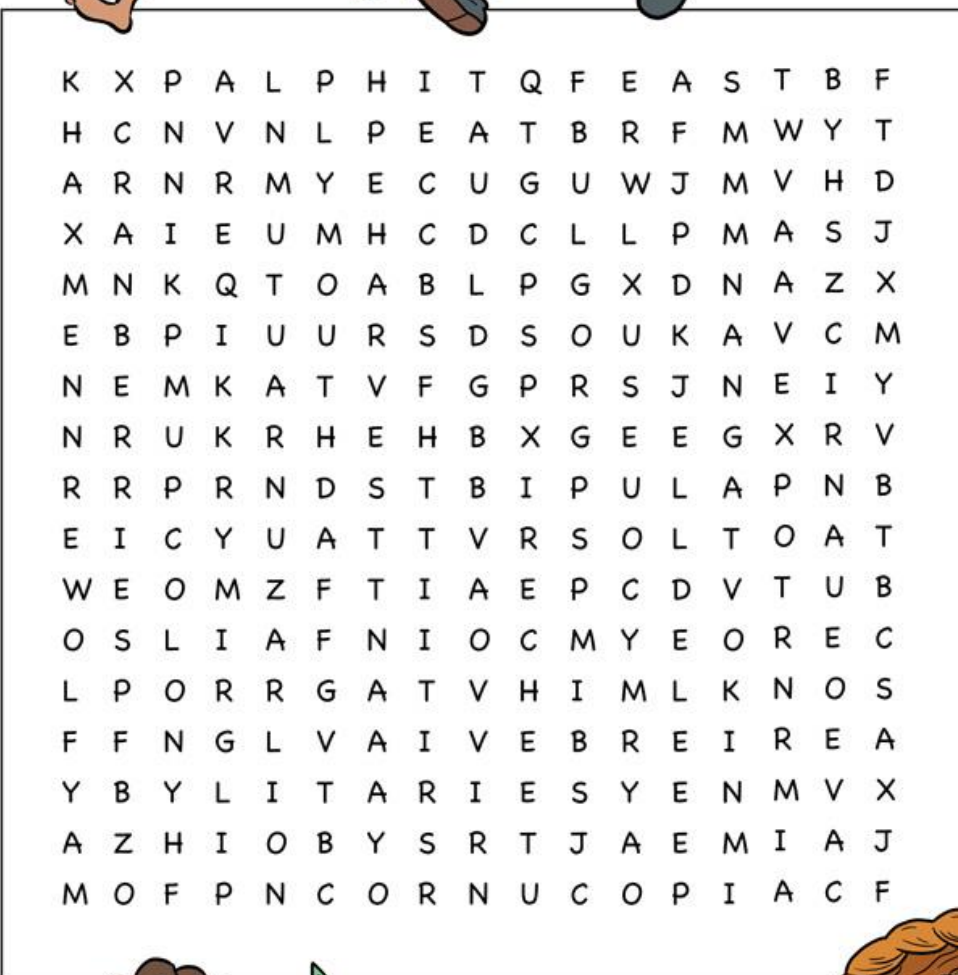 K X P A L P H I T Q F E A S T B F
H C N V N L P E A T B R F M W Y T
A R N R M Y E C U G U W J M V H D
X A I E U M H C D C L L P M A S J
M N K Q T O A B L P G X D N A Z X
E B P I U U R S D S O U K A V C M
N E M K A T V F G P R S J N E I Y
N R U K R H E H B X G E E G X R V
R R P R N D S T B I P U L A P N B
E I C Y U A T T V R S O L T O A T
W E O M Z F T I A E P C D V T U B
O S L I A F N I O C M Y E O R E C
L P O R R G A T V H I M L K N O S
F F N G L V A I V E B R E I R E A
Y B Y L I T A R I E S Y E N M V X
A Z H I O B Y S R T J A E M I A J
M O F P N C O R N U C O P I A C F